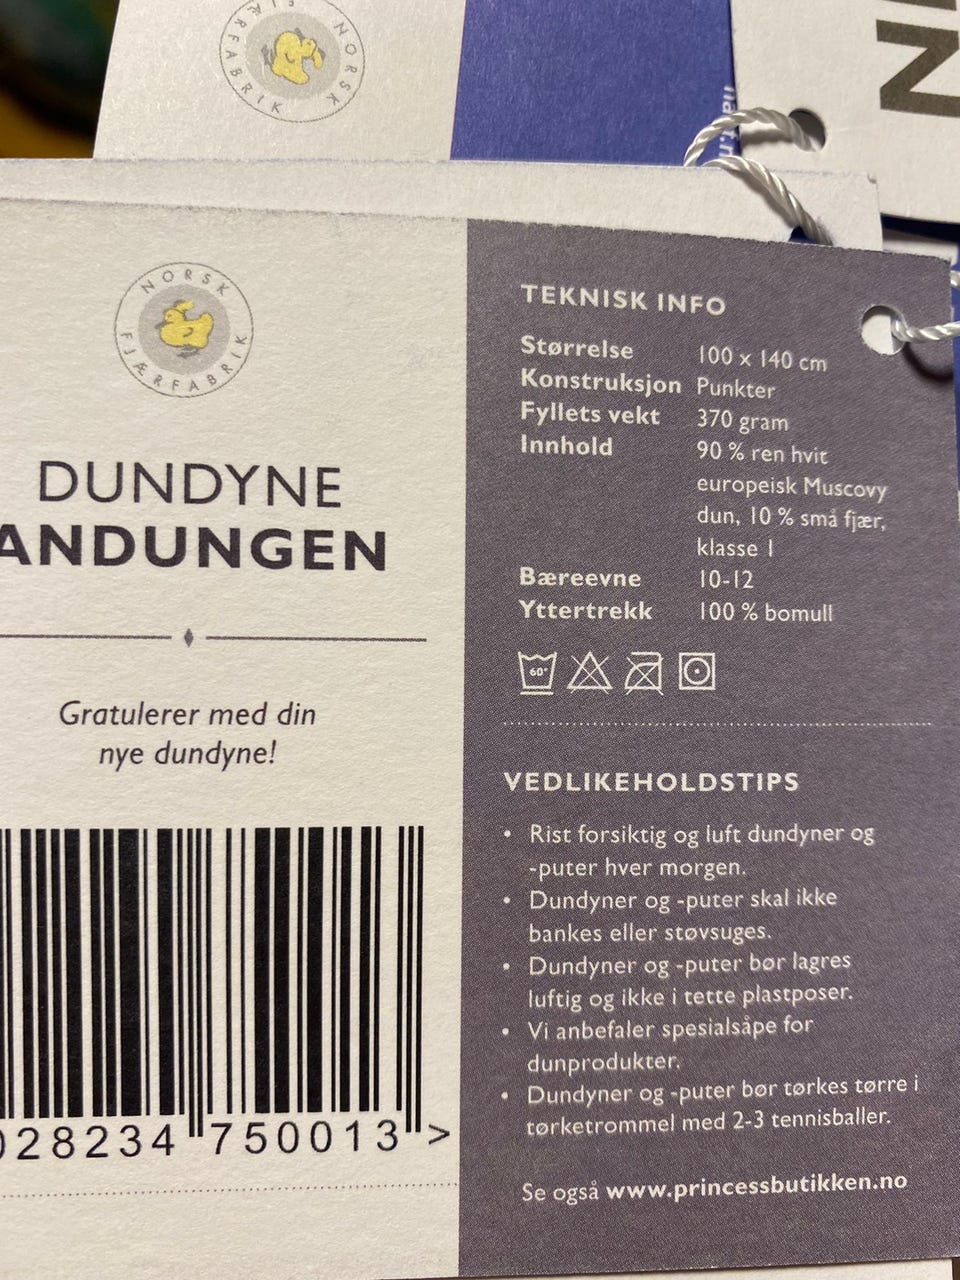 NORSK FJÆRFABRIK
NORSK FJÆRFABRIK
DUNDYNE
ANDUNGEN
Gratulerer med din
nye dundyne!
028234 750013 >
TEKNISK INFO
Størrelse 100 x 140 cm
Konstruksjon Punkter
Fyllets vekt 370 gram
Innhold 90 % ren hvit
europeisk Muscovy
dun, 10 % små fjær,
klasse 1
Bæreevne 10-12
Yttertrekk 100 % bomull
60°
VEDLIKEHOLDSTIPS
• Rist forsiktig og luft dundyner og
-puter hver morgen.
• Dundyner og -puter skal ikke
bankes eller støvsuges.
• Dundyner og -puter bør lagres
luftig og ikke i tette plastposer.
• Vi anbefaler spesialsåpe for
dunprodukter.
• Dundyner og -puter bør tørkes tørre i
tørketrommel med 2-3 tennisballer.
Se også www.princessbutikken.no